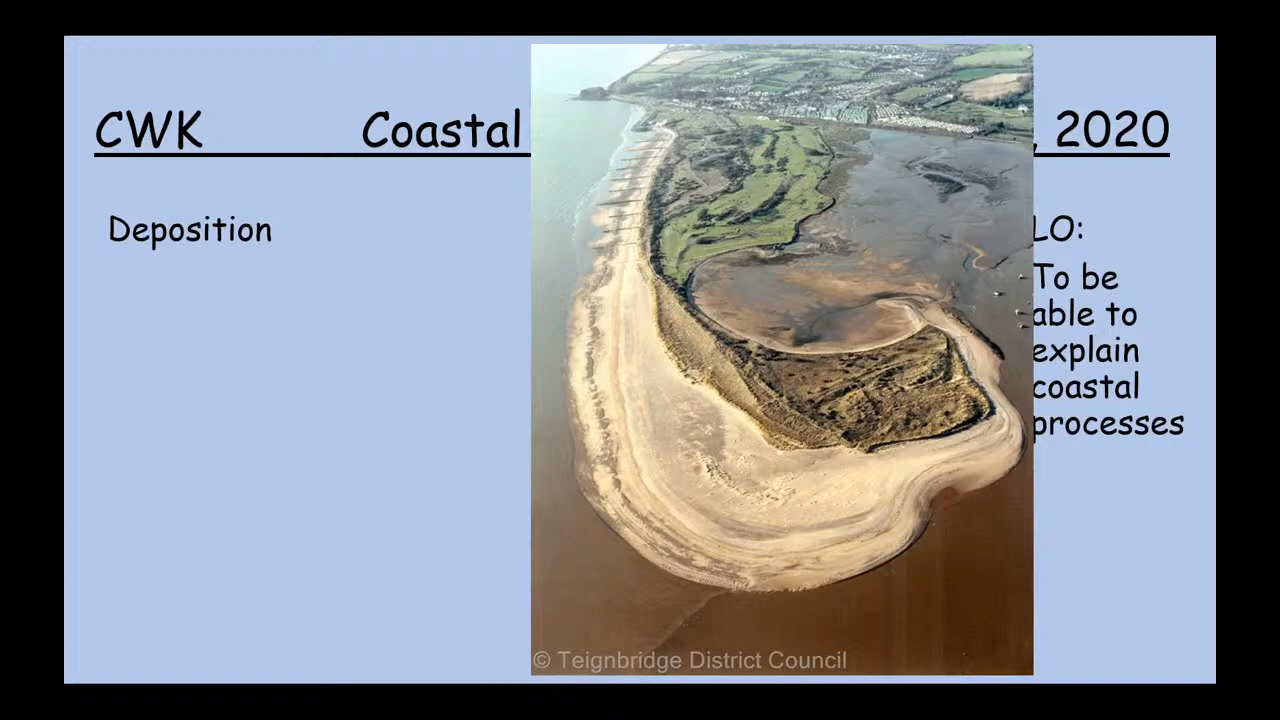 CWK Coastal , 2020
Deposition
LO:
To be
able to
explain
coastal
processes
© Teignbridge District Council